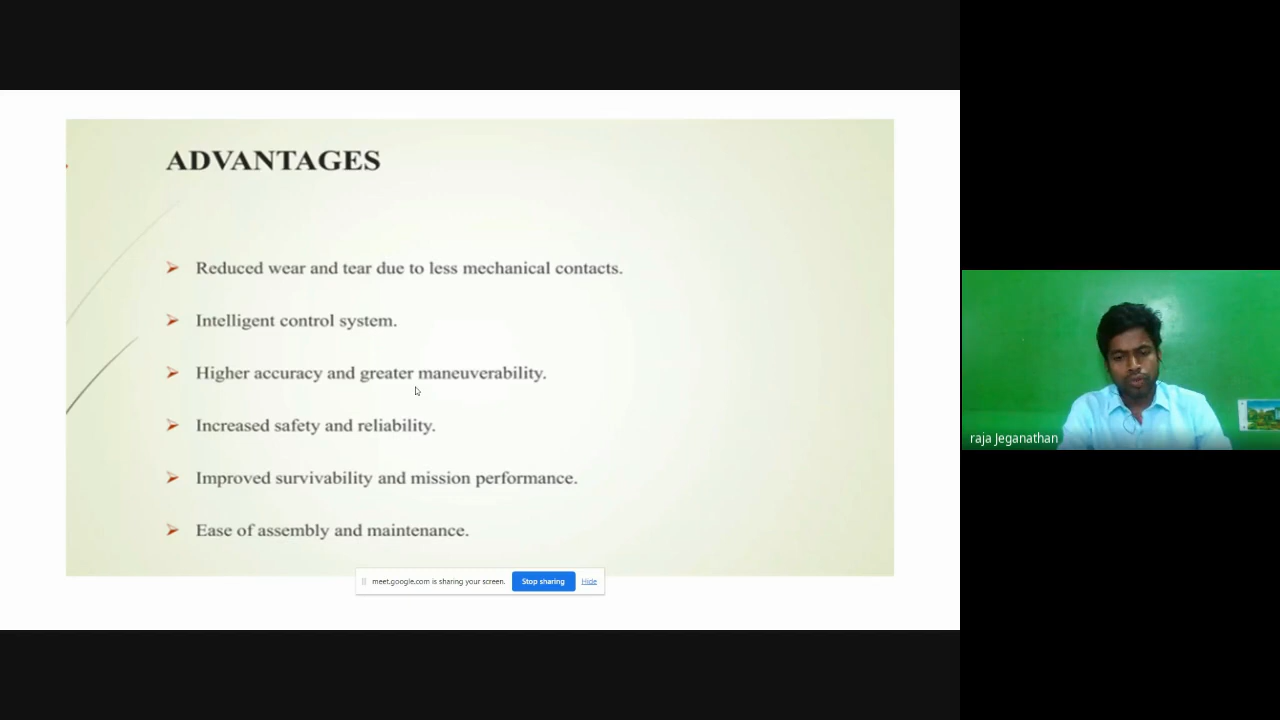 ADVANTAGES
Reduced wear and tear due to less mechanical contacts.
Intelligent control system.
Higher accuracy and greater maneuverability.
Increased safety and reliability.
Improved survivability and mission performance.
Ease of assembly and maintenance.
meet.google.com is sharing your screen. Stop sharing Hide
raja Jeganathan